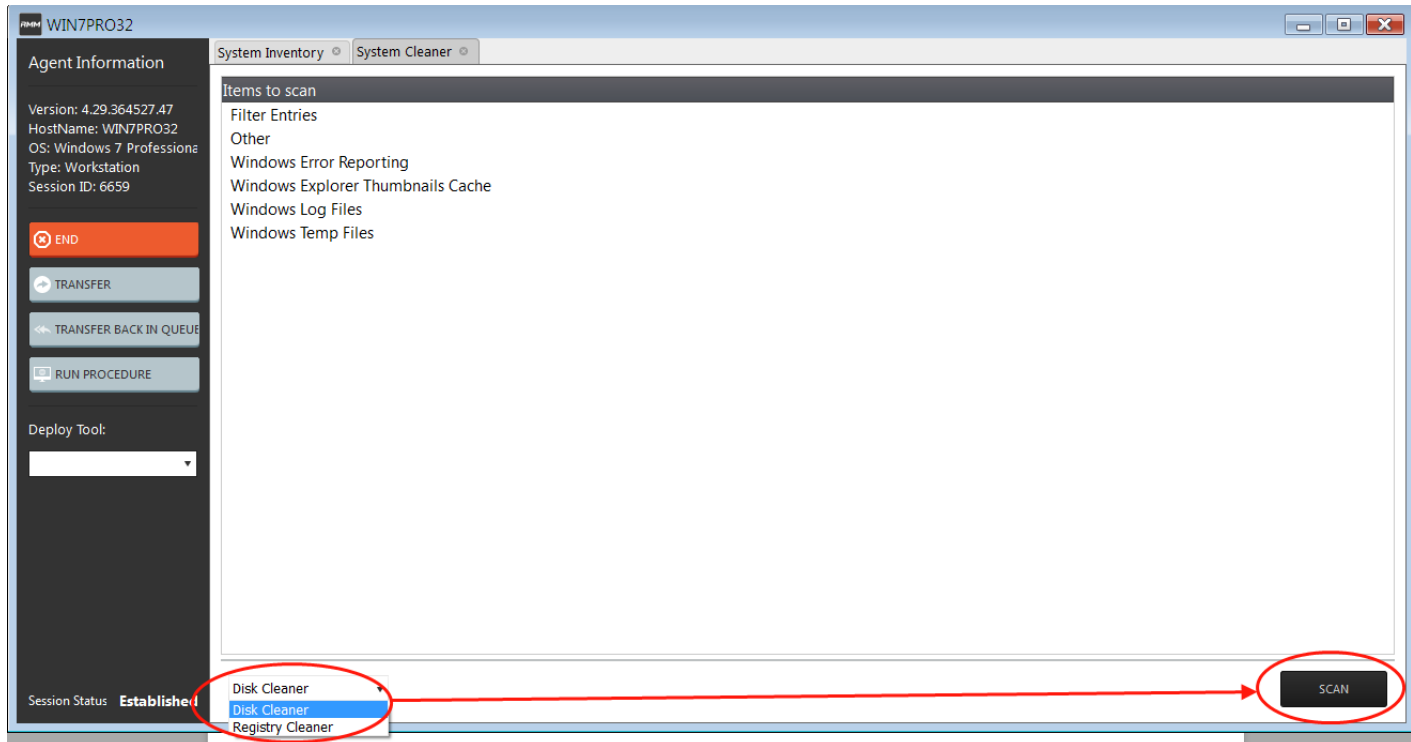 RMM WIN7PRO32
Agent Information
Version: 4.29.364527.47
HostName: WIN7PRO32
OS: Windows 7 Professiona
Type: Workstation
Session ID: 6659
END
TRANSFER
TRANSFER BACK IN QUEUE
RUN PROCEDURE
Deploy Tool:
Session Status Established
System Inventory System Cleaner
Items to scan
Filter Entries
Other
Windows Error Reporting
Windows Explorer Thumbnails Cache
Windows Log Files
Windows Temp Files
Disk Cleaner
Disk Cleaner
Registry Cleaner
SCAN